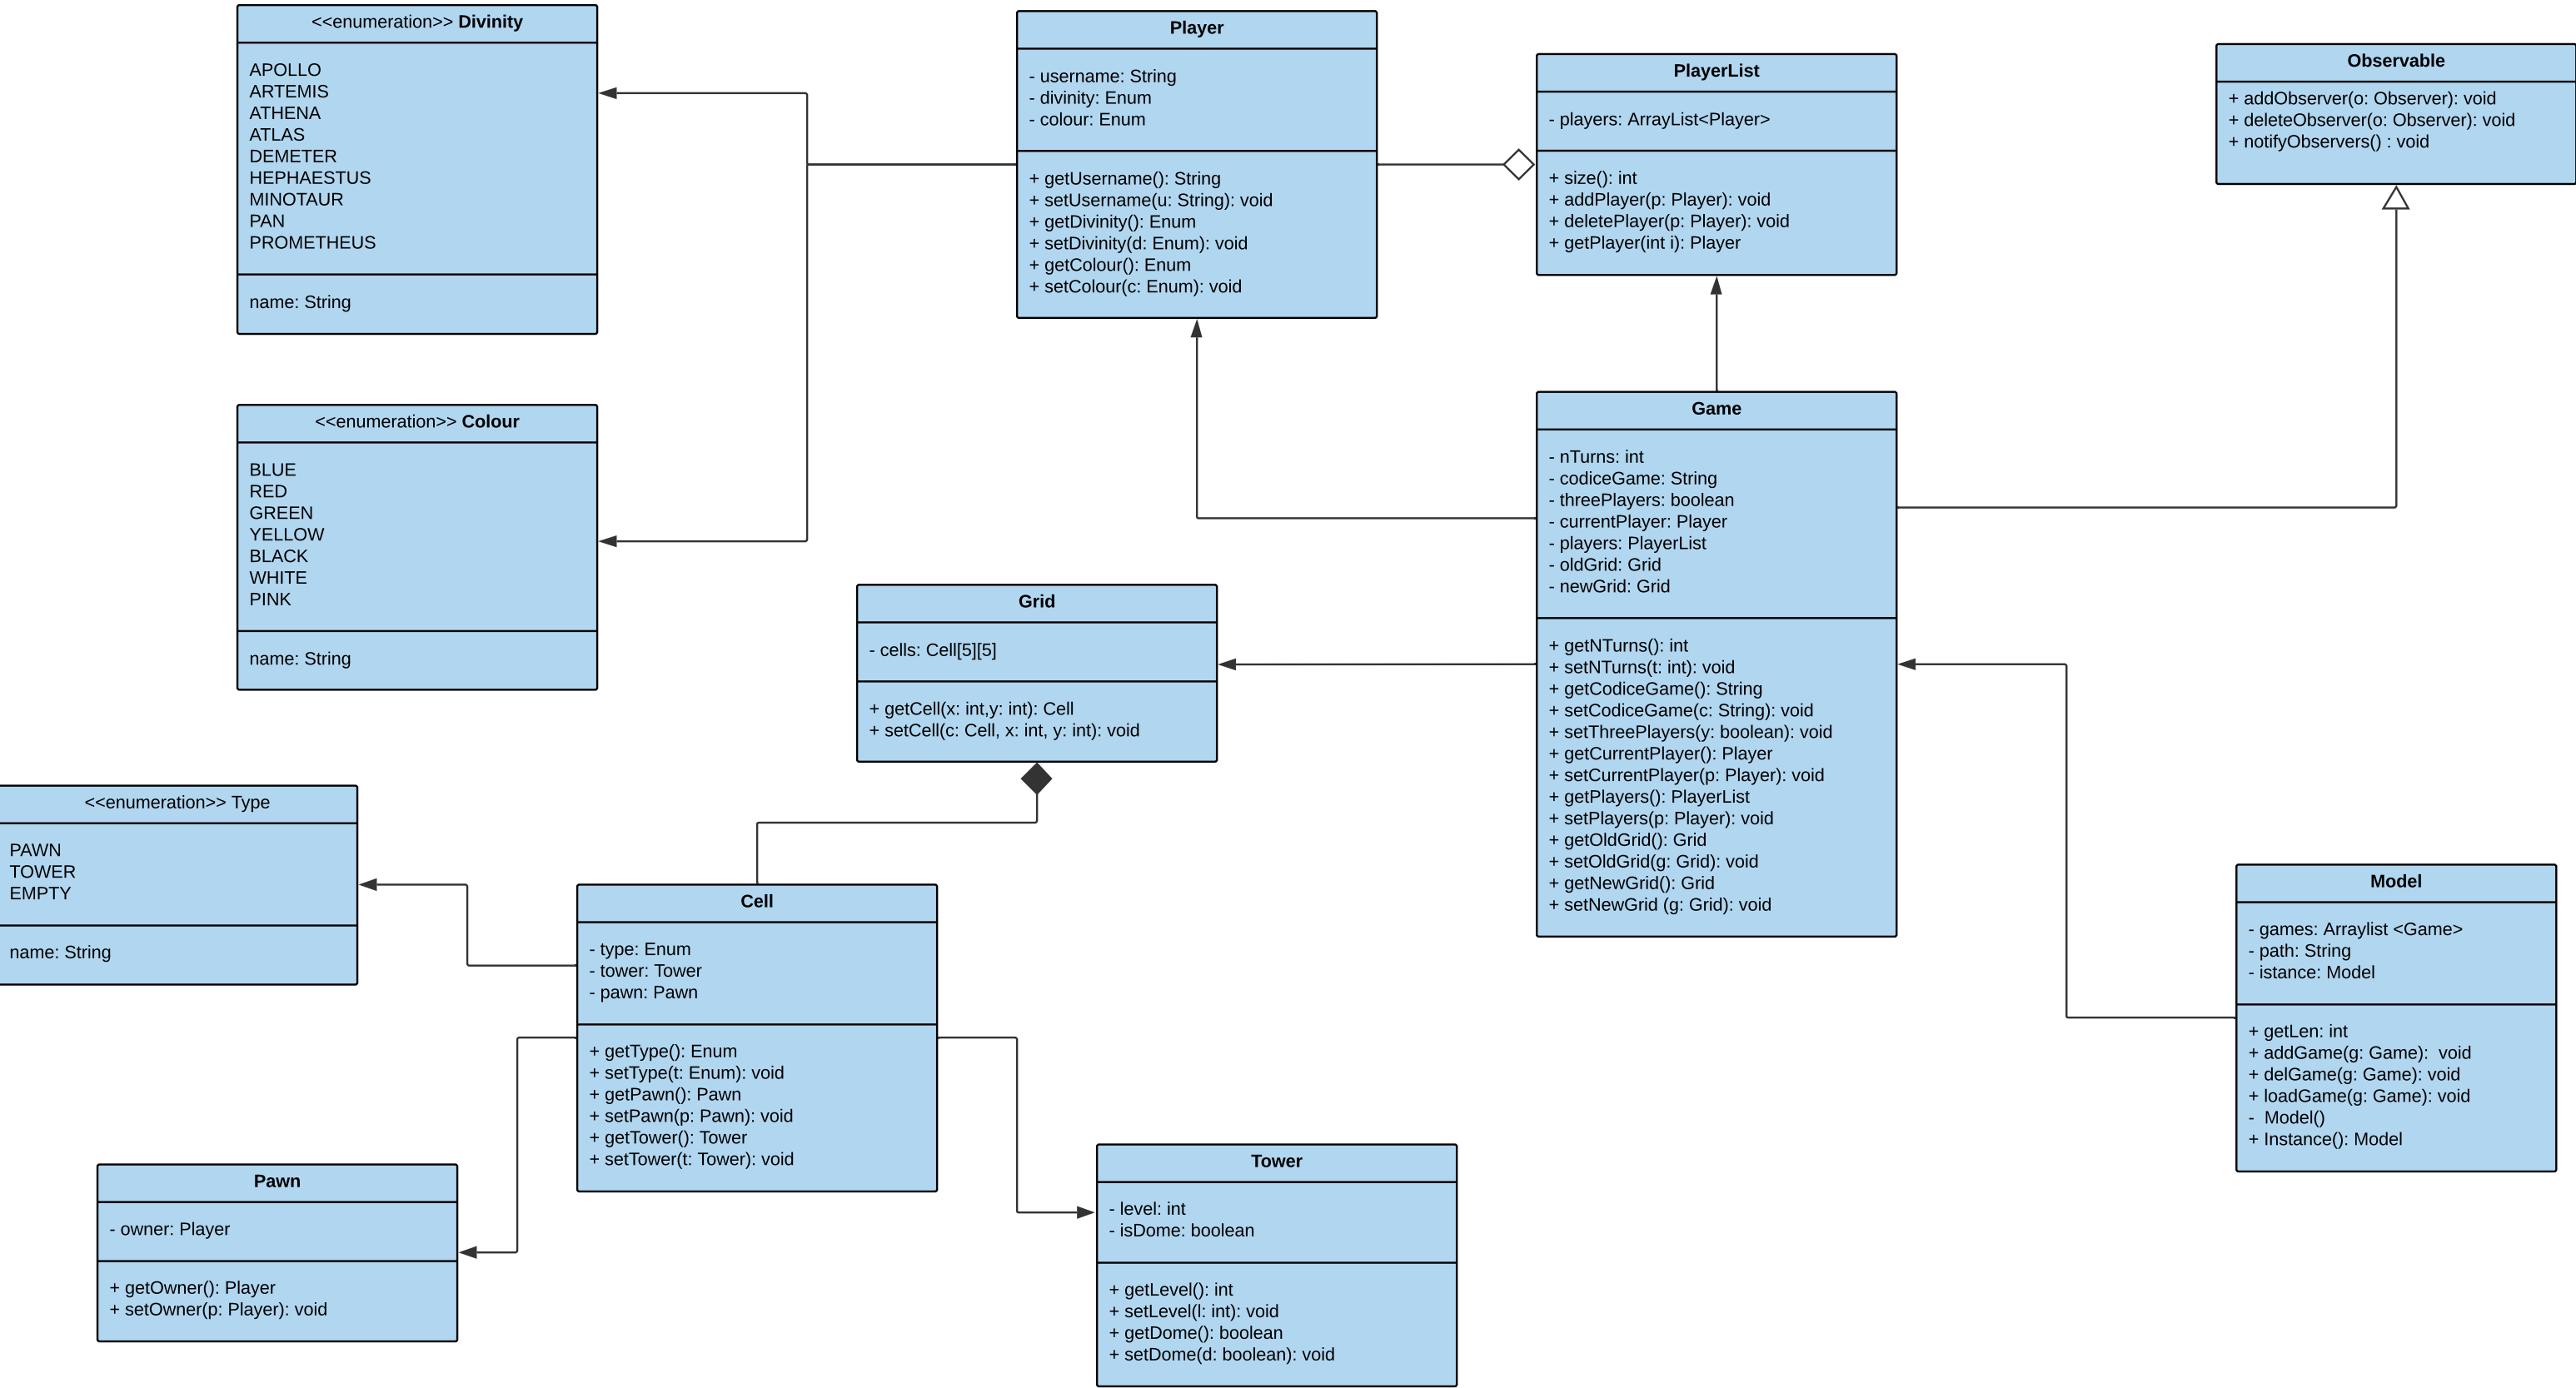 <<enumeration>> Divinity
APOLLO
ARTEMIS
ATHENA
ATLAS
DEMETER
HEPHAESTUS
MINOTAUR
PAN
PROMETHEUS
name: String
Player
- username: String
- divinity: Enum
- colour: Enum
+ getUsername(): String
+ setUsername(u: String): void
+ getDivinity(): Enum
+ setDivinity(d: Enum): void
+ getColour(): Enum
+ setColour(c: Enum): void
PlayerList
- players: ArrayList<Player>
+ size(): int
+ addPlayer(p: Player): void
+ deletePlayer(p: Player): void
+ getPlayer(int i): Player
Observable
+ addObserver(o: Observer): void
+ deleteObserver(o: Observer): void
+ notifyObservers() : void
<<enumeration>> Colour
BLUE
RED
GREEN
YELLOW
BLACK
WHITE
PINK
name: String
Game
- nTurns: int
- codiceGame: String
- threePlayers: boolean
- currentPlayer: Player
- players: PlayerList
- oldGrid: Grid
- newGrid: Grid
+ getNTurns(): int
+ setNTurns(t: int): void
+ getCodiceGame(): String
+ setCodiceGame(c: String): void
+ setThreePlayers(y: boolean): void
+ getCurrentPlayer(): Player
+ setCurrentPlayer(p: Player): void
+ getPlayers(): PlayerList
+ setPlayers(p: Player): void
+ getOldGrid(): Grid
+ setOldGrid(g: Grid): void
+ getNewGrid(): Grid
+ setNewGrid (g: Grid): void
Grid
- cells: Cell[5][5]
+ getCell(x: int,y: int): Cell
+ setCell(c: Cell, x: int, y: int): void
<<enumeration>> Type
PAWN
TOWER
EMPTY
name: String
Cell
- type: Enum
- tower: Tower
- pawn: Pawn
+ getType(): Enum
+ setType(t: Enum): void
+ getPawn(): Pawn
+ setPawn(p: Pawn): void
+ getTower(): Tower
+ setTower(t: Tower): void
Model
- games: Arraylist <Game>
- path: String
- istance: Model
+ getLen: int
+ addGame(g: Game):  void
+ delGame(g: Game): void
+ loadGame(g: Game): void
-  Model()
+ Instance(): Model
Pawn
- owner: Player
+ getOwner(): Player
+ setOwner(p: Player): void
Tower
- level: int
- isDome: boolean
+ getLevel(): int
+ setLevel(l: int): void
+ getDome(): boolean
+ setDome(d: boolean): void